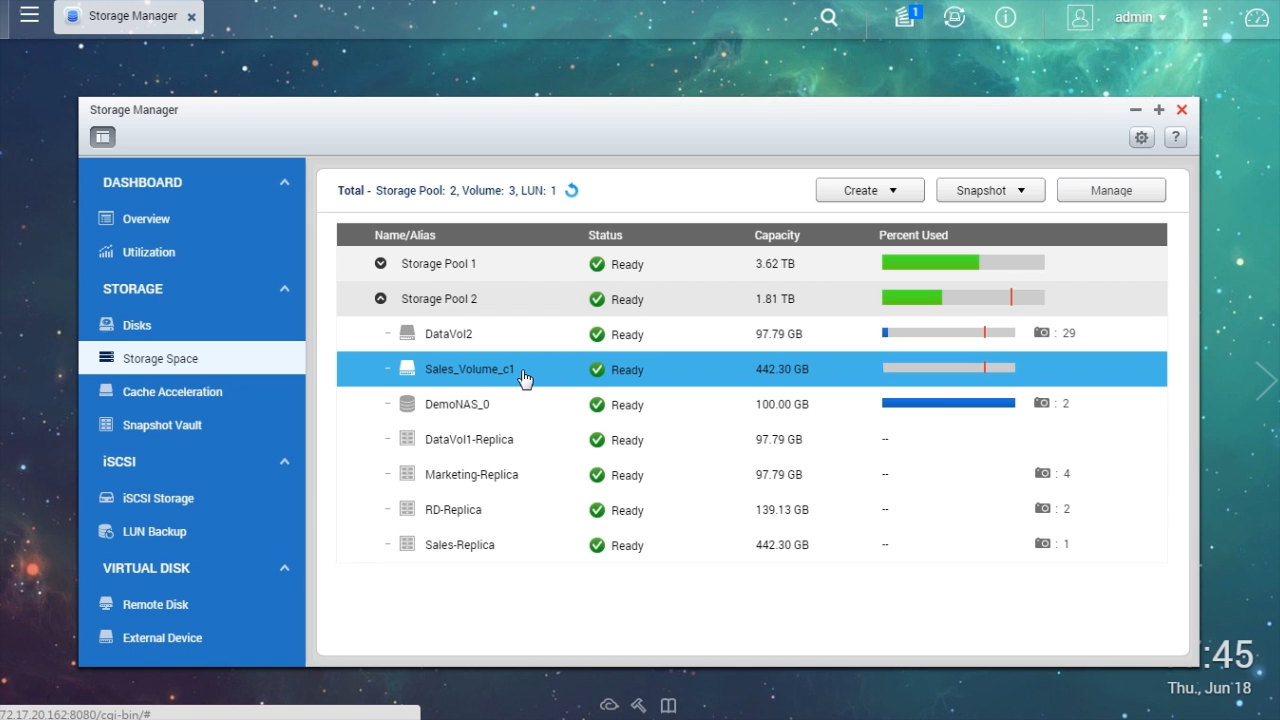 Storage Manager
1
admin
Storage Manager
?
DASHBOARD
Overview
Utilization
STORAGE
Disks
Storage Space
Cache Acceleration
Snapshot Vault
iSCSI
iSCSI Storage
LUN Backup
VIRTUAL DISK
Remote Disk
External Device
Total - Storage Pool: 2, Volume: 3, LUN: 1
Create
Snapshot
Manage
Name/Alias Status Capacity Percent Used
Storage Pool 1 Ready 3.62 TB
Storage Pool 2 Ready 1.81 TB
DataVol2 Ready 97.79 GB : 29
Sales_Volume_c1 Ready 442.30 GB
DemoNAS_0 Ready 100.00 GB : 2
DataVol1-Replica Ready 97.79 GB --
Marketing-Replica Ready 97.79 GB -- : 4
RD-Replica Ready 139.13 GB -- : 2
Sales-Replica Ready 442.30 GB -- : 1
:45
Thu., Jun 18
72.17.20.162:8080/cgi-bin/#